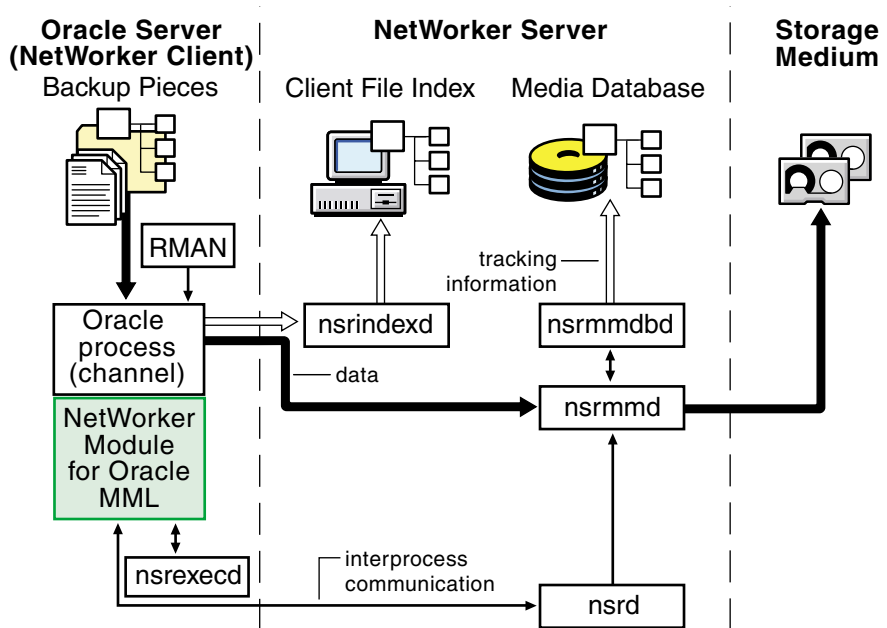 Oracle Server
(NetWorker Client)
Backup Pieces
NetWorker Server
Client File Index
Media Database
Storage
Medium
RMAN
tracking
information
Oracle
process
(channel)
nsrindexd
nsrmmdbd
data
nsrmmd
NetWorker
Module
for Oracle
MML
nsrexecd
interprocess
communication
nsrd